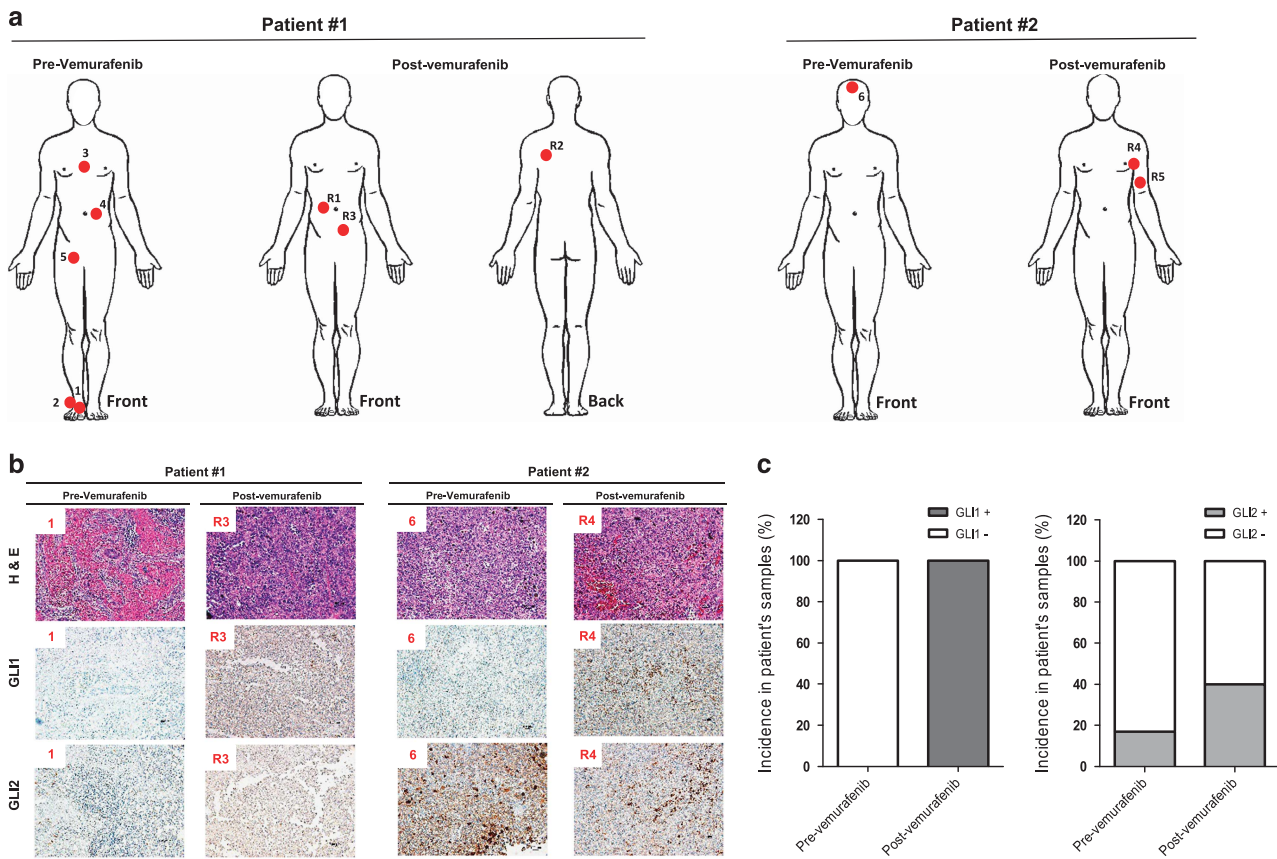 a
Patient #1
Patient #2
Pre-Vemurafenib
Post-vemurafenib
Pre-Vemurafenib
Post-vemurafenib
3
4
5
2
1
Front
R1
R3
Front
R2
Back
6
Front
R4
R5
Front
b
Patient #1
Patient #2
Pre-Vemurafenib
Post-vemurafenib
Pre-Vemurafenib
Post-vemurafenib
H & E
1
R3
6
R4
GLI1
1
R3
6
R4
GLI2
1
R3
6
R4
c
GLI1 +
GLI1 -
Incidence in patient's samples (%)
120
100
80
60
40
20
0
Pre-vemurafenib
Post-vemurafenib
GLI2 +
GLI2 -
Incidence in patient's samples (%)
120
100
80
60
40
20
0
Pre-vemurafenib
Post-vemurafenib